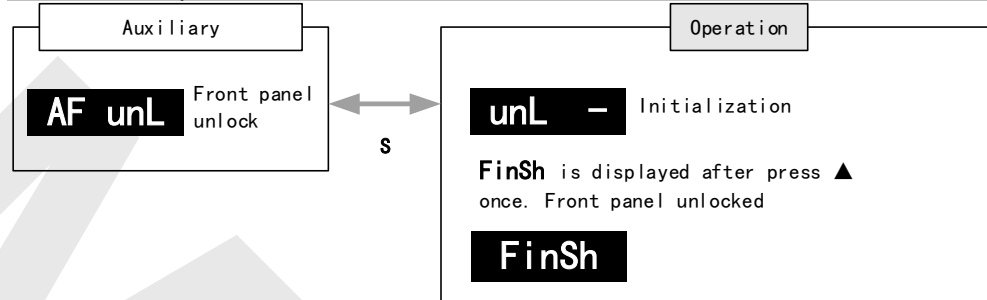 Auxiliary
AF unL
Front panel
unlock
S
Operation
unL －
Initialization
FinSh is displayed after press ▲
once. Front panel unlocked
FinSh